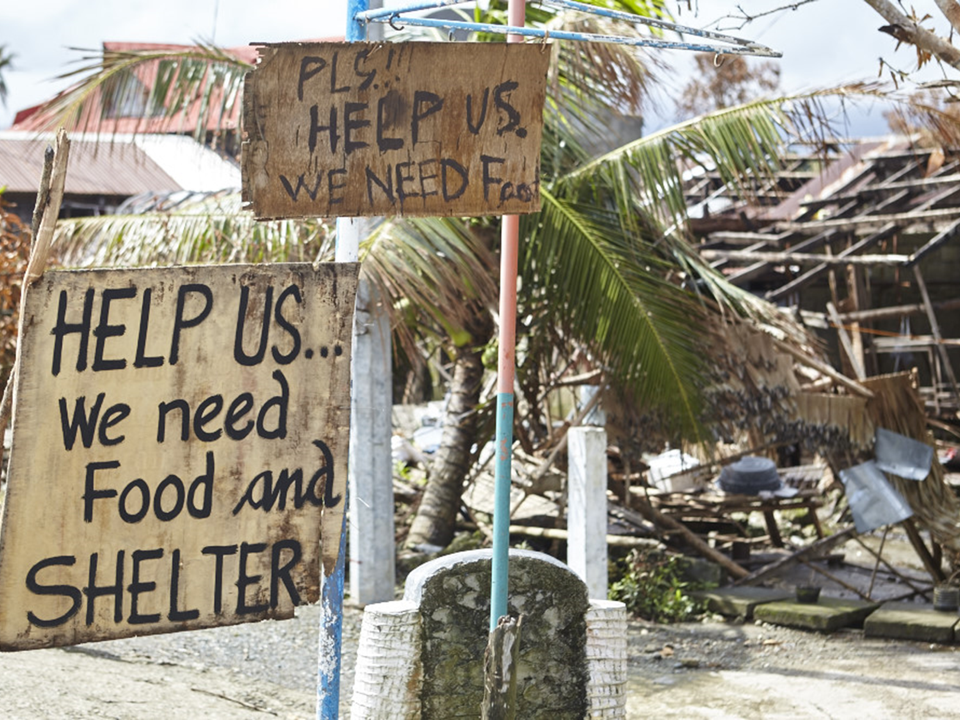 PLS!!
HELP US.
WE NEED Food
HELP US...
We need
Food and
SHELTER